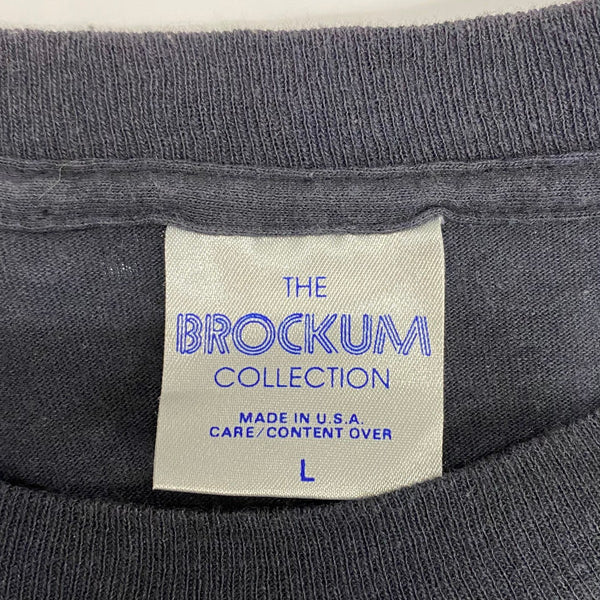 THE
BROCKUM
COLLECTION
MADE IN U.S.A.
CARE/CONTENT OVER
L